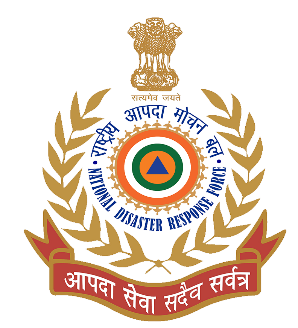 सत्यमेव जयते
राष्ट्रीय आपदा मोचन बल
NATIONAL DISASTER RESPONSE FORCE
आपदा सेवा सदैव सर्वत्र